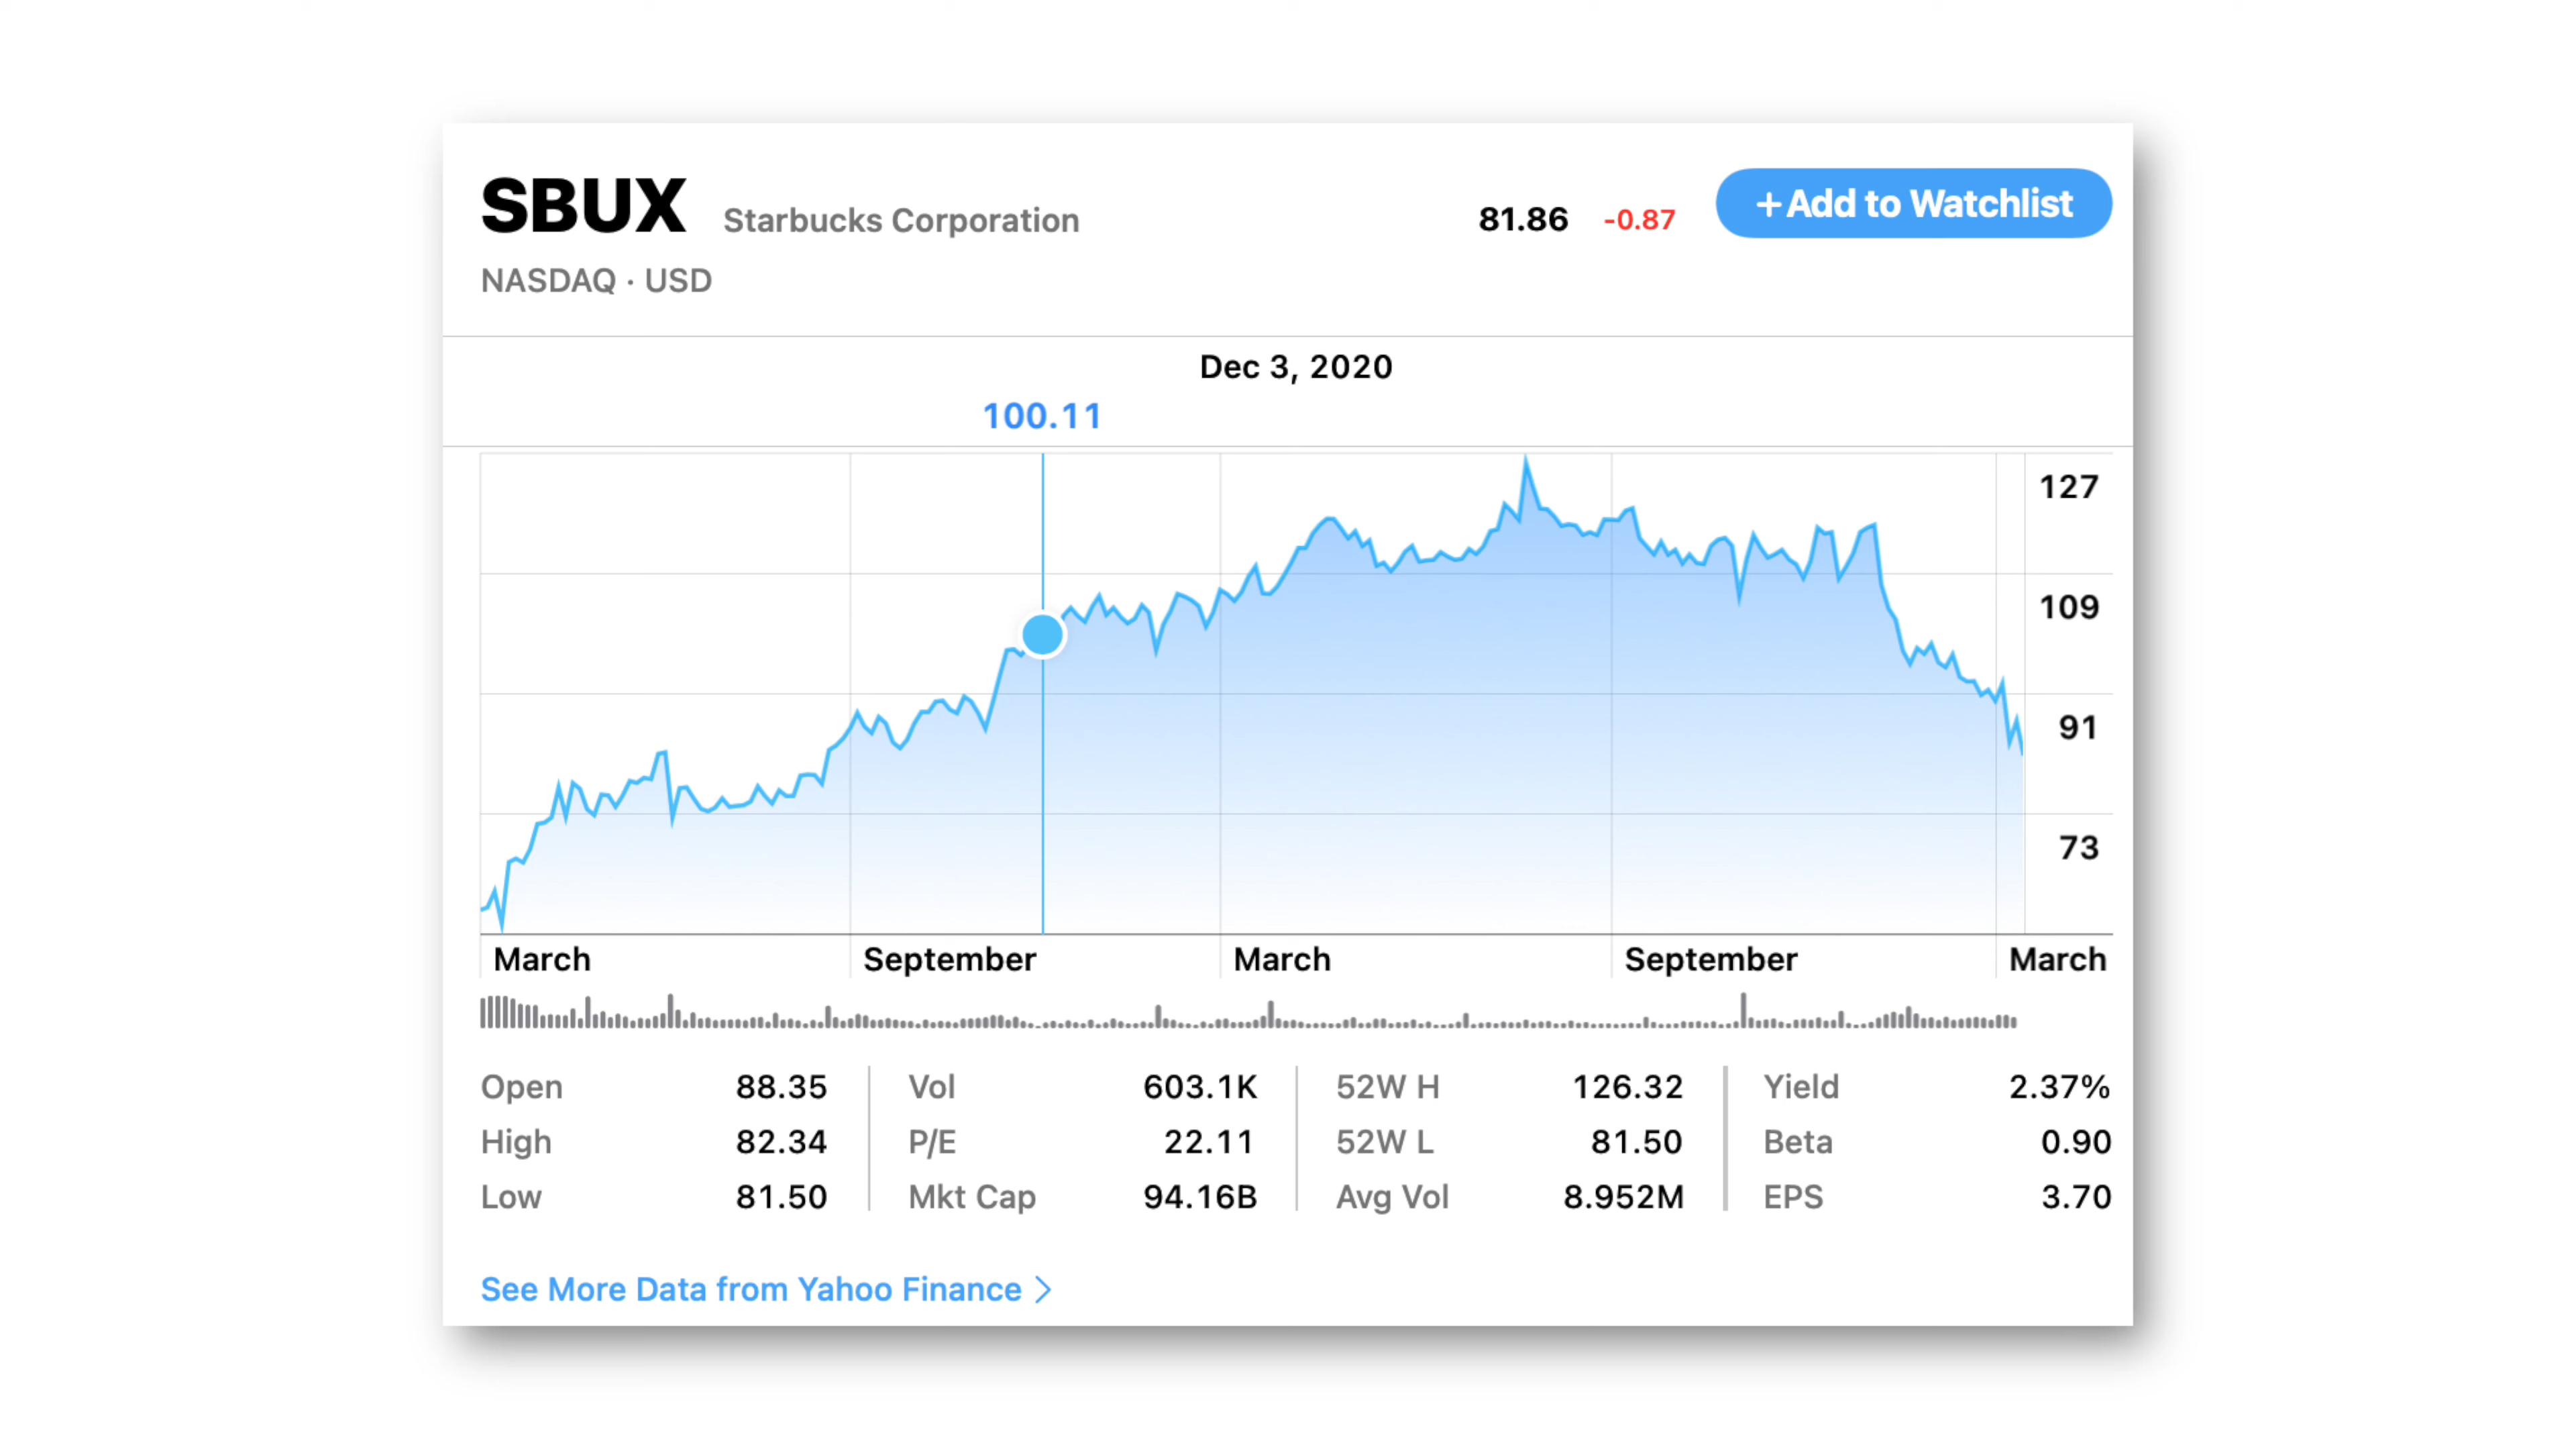 SBUX Starbucks Corporation 81.86 -0.87 +Add to Watchlist
NASDAQ · USD
Dec 3, 2020
100.11
127
109
91
73
March September March September March
Open 88.35 Vol 603.1K 52W H 126.32 Yield 2.37%
High 82.34 P/E 22.11 52W L 81.50 Beta 0.90
Low 81.50 Mkt Cap 94.16B Avg Vol 8.952M EPS 3.70
See More Data from Yahoo Finance >